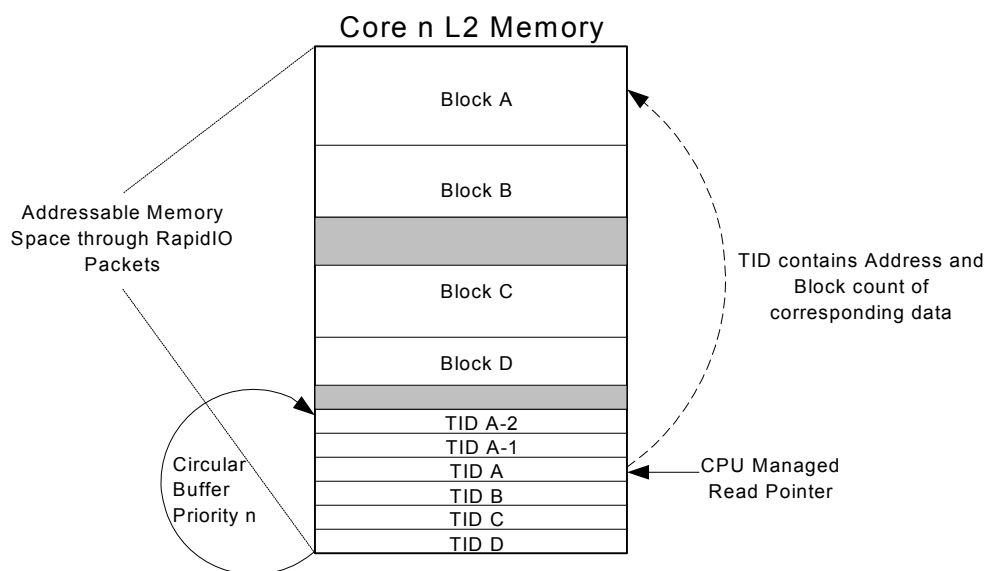 Core n L2 Memory
Block A
Block B
Addressable Memory
Space through RapidIO
Packets
TID contains Address and
Block count of
corresponding data
Block C
Block D
TID A-2
TID A-1
TID A
TID B
TID C
TID D
Circular
Buffer
Priority n
CPU Managed
Read Pointer